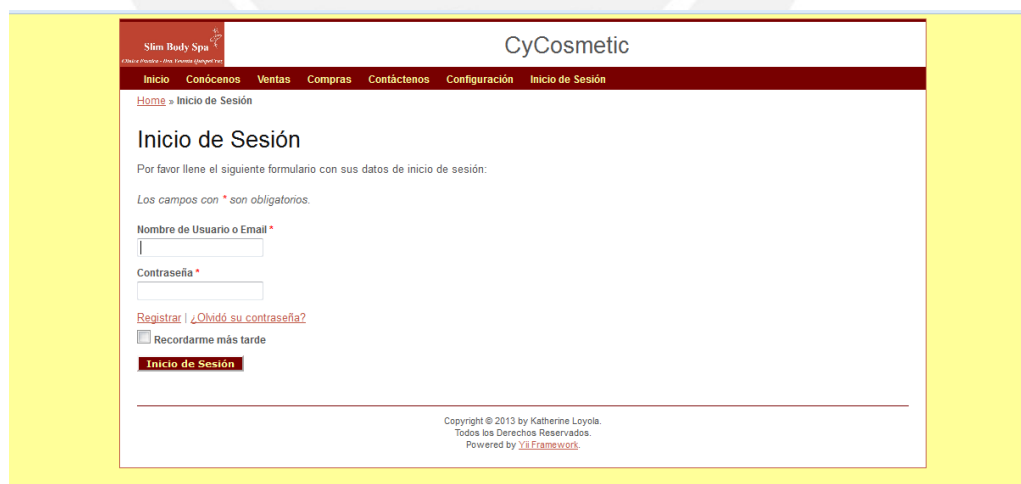 Slim Body Spa
CyCosmetic
Inicio Conócenos Ventas Compras Contáctenos Configuración Inicio de Sesión
Home » Inicio de Sesión
Inicio de Sesión
Por favor llene el siguiente formulario con sus datos de inicio de sesión:
Los campos con * son obligatorios.
Nombre de Usuario o Email *
Contraseña *
Registrar | ¿Olvidó su contraseña?
Recordarme más tarde
Inicio de Sesión
Copyright © 2013 by Katherine Loyola.
Todos los Derechos Reservados.
Powered by Yii Framework.